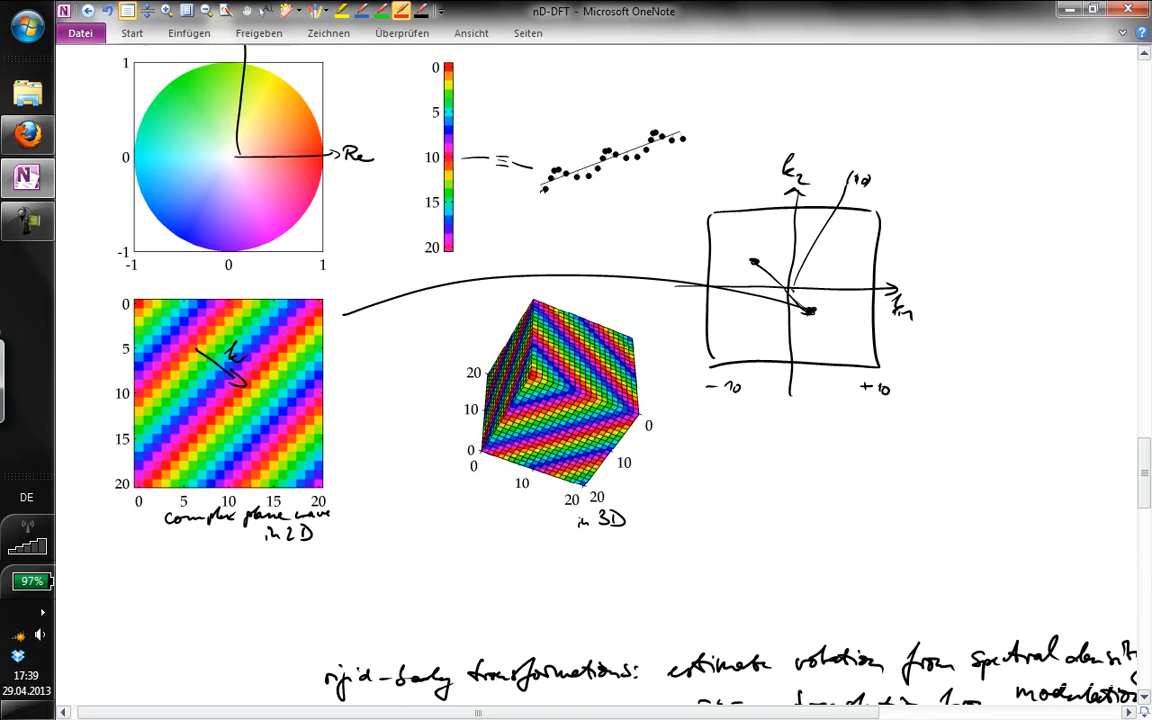 nD-DFT - Microsoft OneNote
Datei Start Einfügen Freigeben Zeichnen Überprüfen Ansicht Seiten
1
0
-1
-1 0 1
Re
0
5
10
15
20
k2
(10)
-10 +10
0
5
10
15
20
0 5 10 15 20
k
complex plane wave
in 2D
20
10
0
0
10
20
20
10
0
in 3D
rigid-body transformations: estimate rotation from spectral density
modulation
DE
97%
17:39
29.04.2013